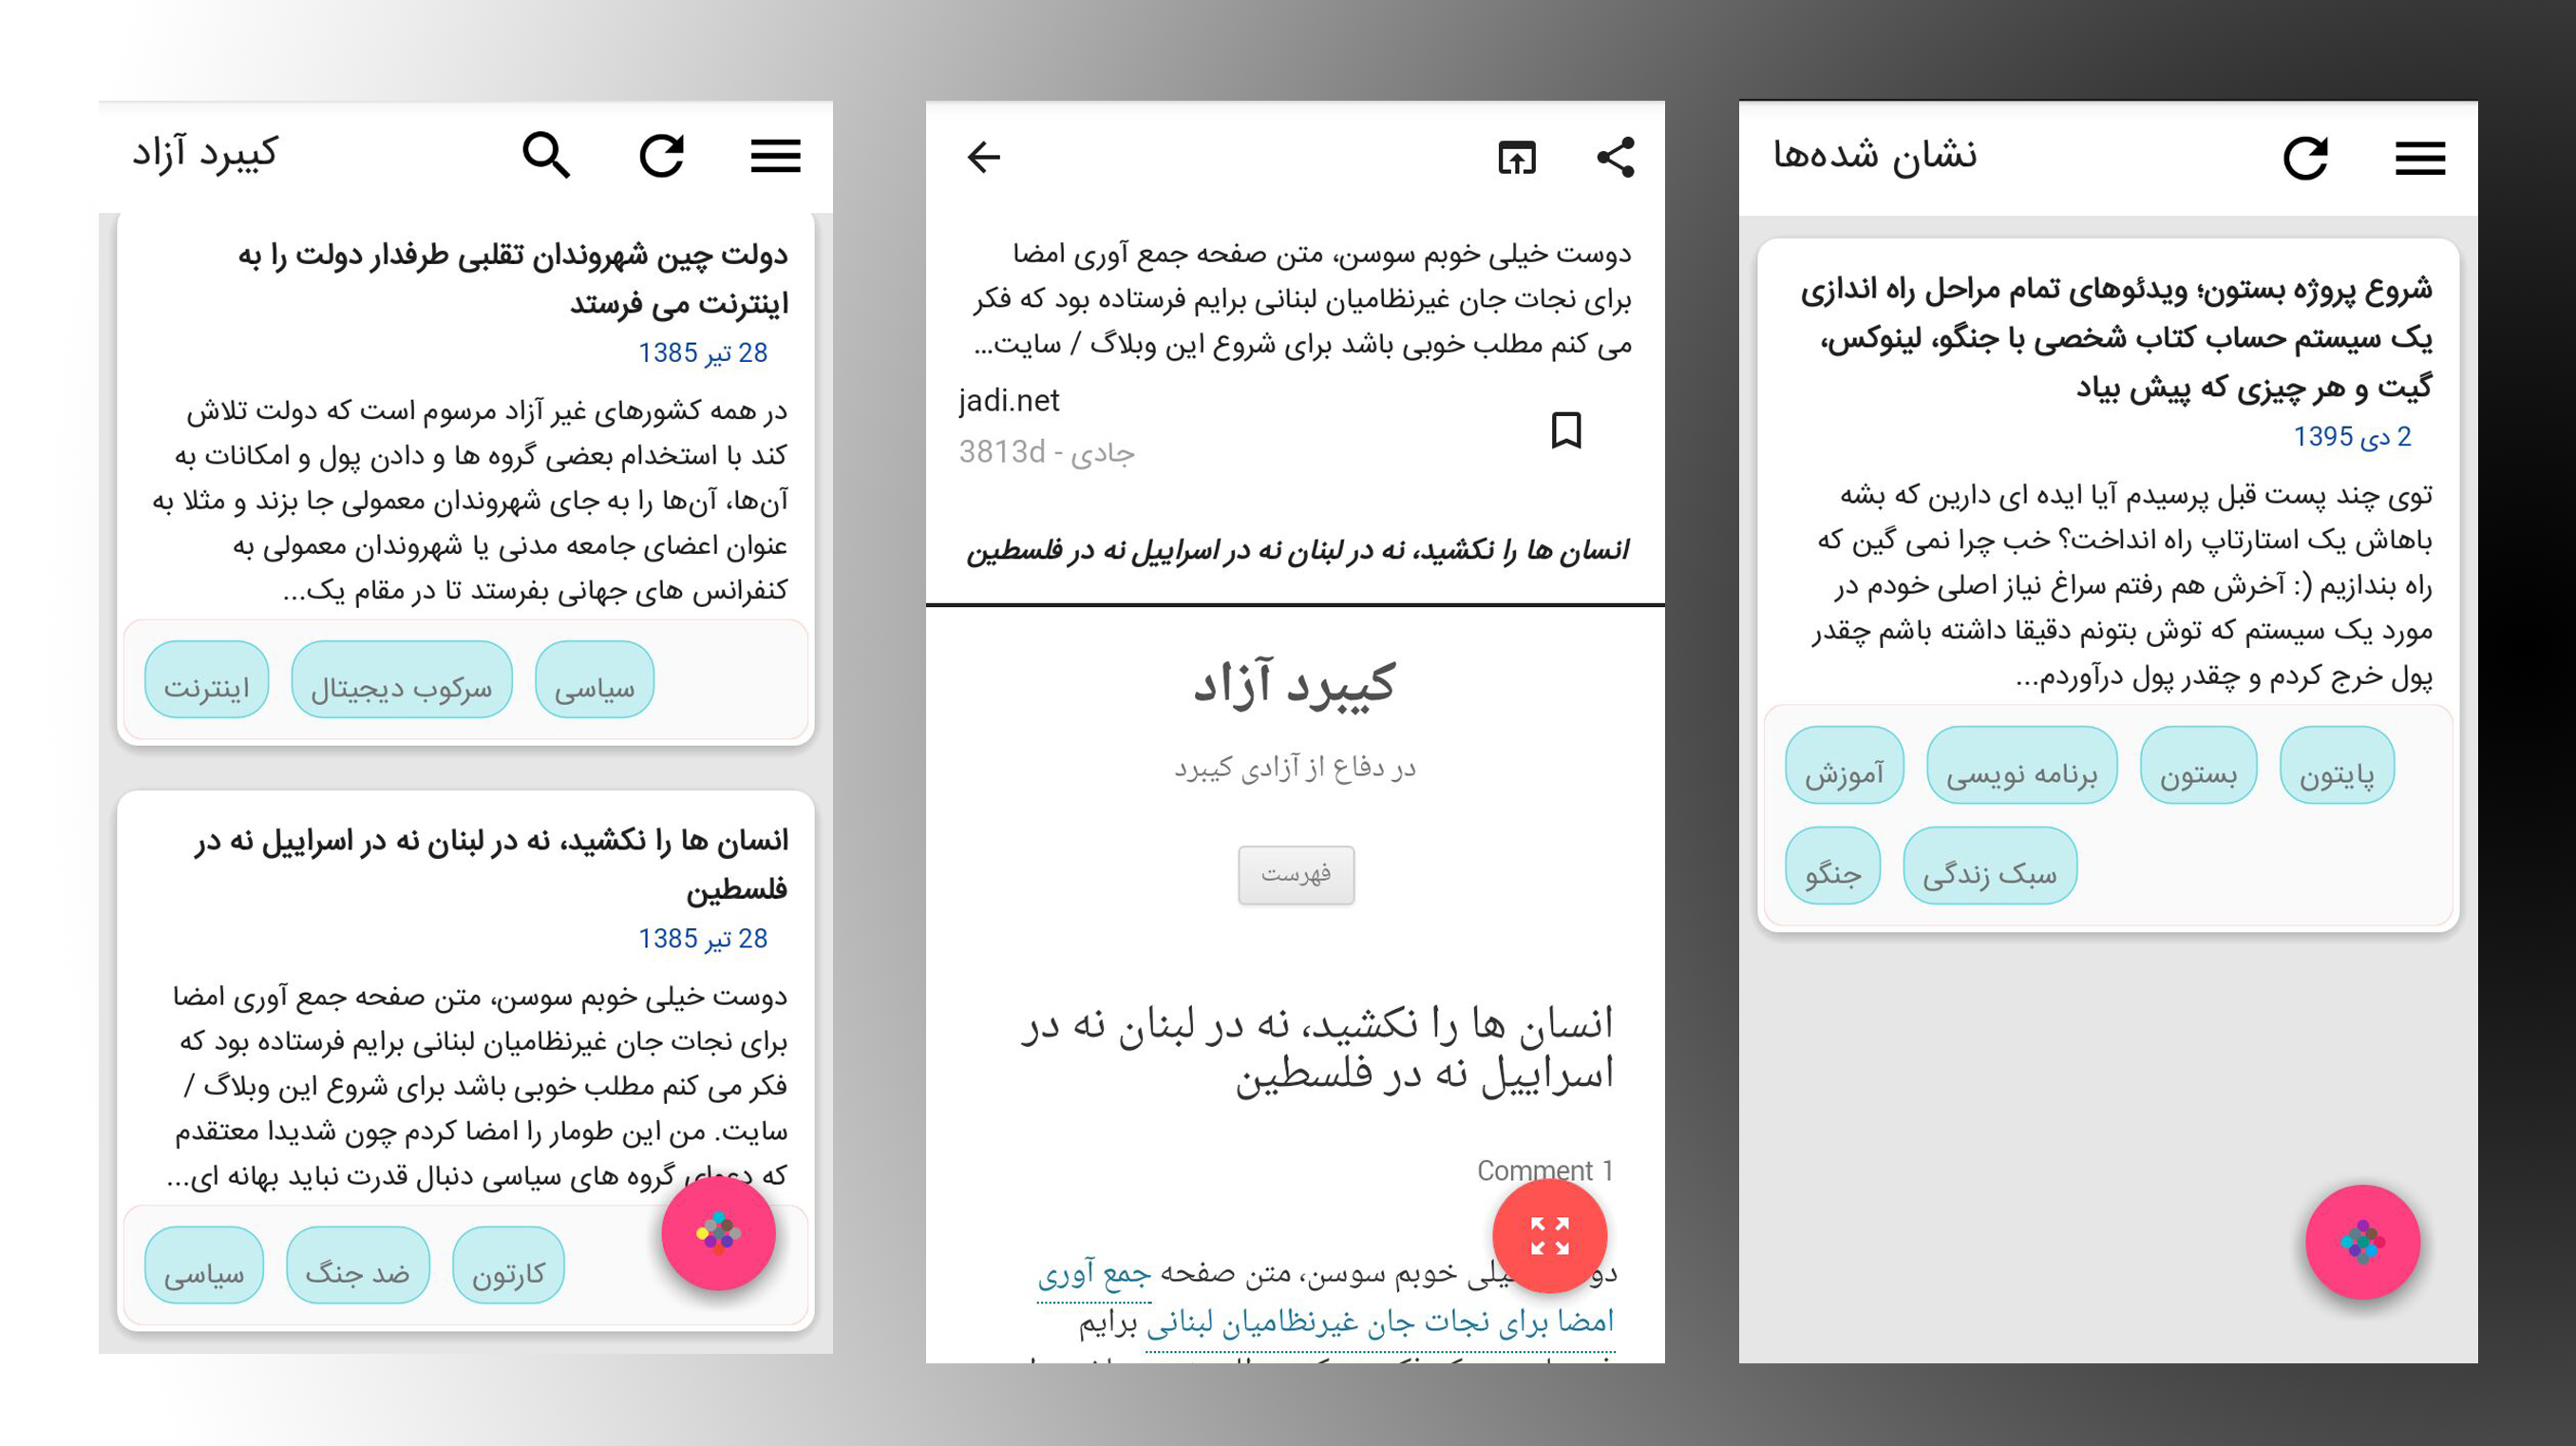 کیبرد آزاد
دولت چین شهروندان تقلبی طرفدار دولت را به
اینترنت می فرستد
28 تیر 1385
در همه کشورهای غیر آزاد مرسوم است که دولت تلاش
کند با استخدام بعضی گروه ها و دادن پول و امکانات به
آن‌ها، آن‌ها را به جای شهروندان معمولی جا بزند و مثلا به
عنوان اعضای جامعه مدنی یا شهروندان معمولی به
کنفرانس های جهانی بفرستد تا در مقام یک...
اینترنت
سرکوب دیجیتال
سیاسی
انسان ها را نکشید، نه در لبنان نه در اسراییل نه در
فلسطین
28 تیر 1385
دوست خیلی خوبم سوسن، متن صفحه جمع آوری امضا
برای نجات جان غیرنظامیان لبنانی برایم فرستاده بود که
فکر می کنم مطلب خوبی باشد برای شروع این وبلاگ /
سایت. من این طومار را امضا کردم چون شدیدا معتقدم
که دعوای گروه های سیاسی دنبال قدرت نباید بهانه ای...
سیاسی
ضد جنگ
کارتون
دوست خیلی خوبم سوسن، متن صفحه جمع آوری امضا
برای نجات جان غیرنظامیان لبنانی برایم فرستاده بود که فکر
می کنم مطلب خوبی باشد برای شروع این وبلاگ / سایت...
jadi.net
جادی - 3813d
انسان ها را نکشید، نه در لبنان نه در اسراییل نه در فلسطین
کیبرد آزاد
در دفاع از آزادی کیبرد
فهرست
انسان ها را نکشید، نه در لبنان نه در
اسراییل نه در فلسطین
Comment 1
خوبم سوسن، متن صفحه جمع آوری
امضا برای نجات جان غیرنظامیان لبنانی برایم
نشان شده‌ها
شروع پروژه بستون؛ ویدئوهای تمام مراحل راه اندازی
یک سیستم حساب کتاب شخصی با جنگو، لینوکس،
گیت و هر چیزی که پیش بیاد
2 دی 1395
توی چند پست قبل پرسیدم آیا ایده ای دارین که بشه
باهاش یک استارتاپ راه انداخت؟ خب چرا نمی گین که
راه بندازیم (: آخرش هم رفتم سراغ نیاز اصلی خودم در
مورد یک سیستم که توش بتونم دقیقا داشته باشم چقدر
پول خرج کردم و چقدر پول درآوردم...
آموزش
برنامه نویسی
بستون
پایتون
جنگو
سبک زندگی